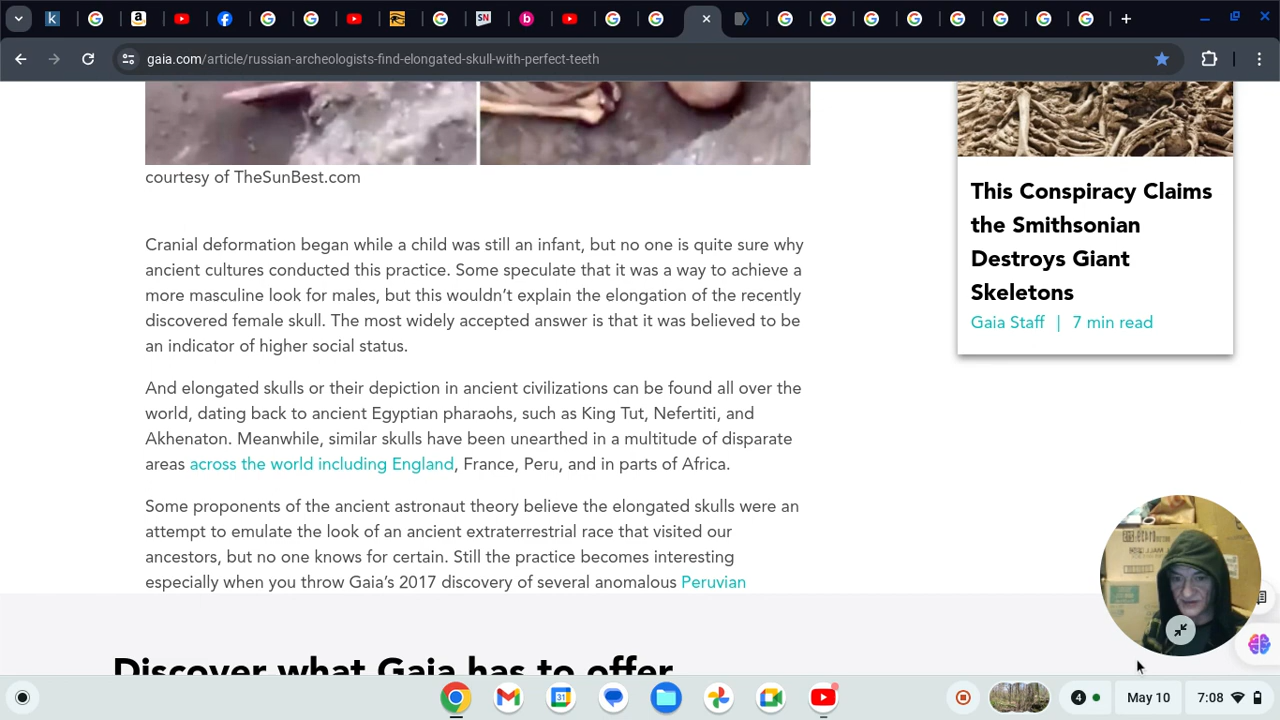 gaia.com/article/russian-archeologists-find-elongated-skull-with-perfect-teeth
courtesy of TheSunBest.com
Cranial deformation began while a child was still an infant, but no one is quite sure why
ancient cultures conducted this practice. Some speculate that it was a way to achieve a
more masculine look for males, but this wouldn't explain the elongation of the recently
discovered female skull. The most widely accepted answer is that it was believed to be
an indicator of higher social status.
And elongated skulls or their depiction in ancient civilizations can be found all over the
world, dating back to ancient Egyptian pharaohs, such as King Tut, Nefertiti, and
Akhenaton. Meanwhile, similar skulls have been unearthed in a multitude of disparate
areas across the world including England, France, Peru, and in parts of Africa.
Some proponents of the ancient astronaut theory believe the elongated skulls were an
attempt to emulate the look of an ancient extraterrestrial race that visited our
ancestors, but no one knows for certain. Still the practice becomes interesting
especially when you throw Gaia's 2017 discovery of several anomalous Peruvian
This Conspiracy Claims
the Smithsonian
Destroys Giant
Skeletons
Gaia Staff | 7 min read
Discover what Gaia has to offer
4
May 10
7:08